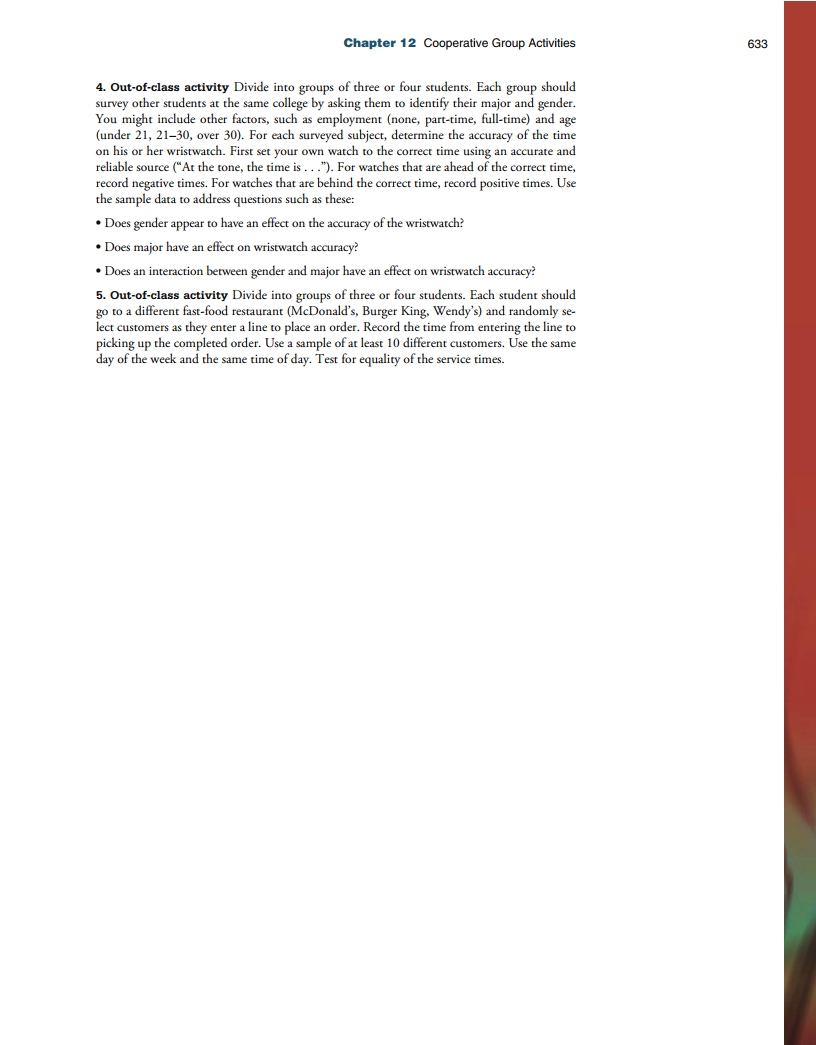 Chapter 12 Cooperative Group Activities 633
4. Out-of-class activity Divide into groups of three or four students. Each group should
survey other students at the same college by asking them to identify their major and gender.
You might include other factors, such as employment (none, part-time, full-time) and age
(under 21, 21–30, over 30). For each surveyed subject, determine the accuracy of the time
on his or her wristwatch. First set your own watch to the correct time using an accurate and
reliable source (“At the tone, the time is . . .”). For watches that are ahead of the correct time,
record negative times. For watches that are behind the correct time, record positive times. Use
the sample data to address questions such as these:
• Does gender appear to have an effect on the accuracy of the wristwatch?
• Does major have an effect on wristwatch accuracy?
• Does an interaction between gender and major have an effect on wristwatch accuracy?
5. Out-of-class activity Divide into groups of three or four students. Each student should
go to a different fast-food restaurant (McDonald’s, Burger King, Wendy’s) and randomly se-
lect customers as they enter a line to place an order. Record the time from entering the line to
picking up the completed order. Use a sample of at least 10 different customers. Use the same
day of the week and the same time of day. Test for equality of the service times.